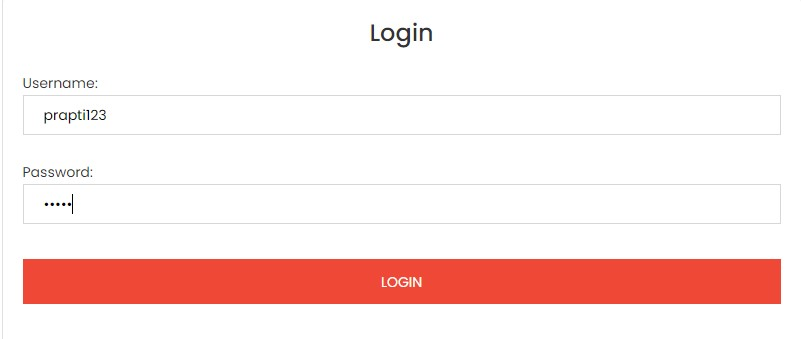 Login
Username:
prapti123
Password:
•••••
LOGIN